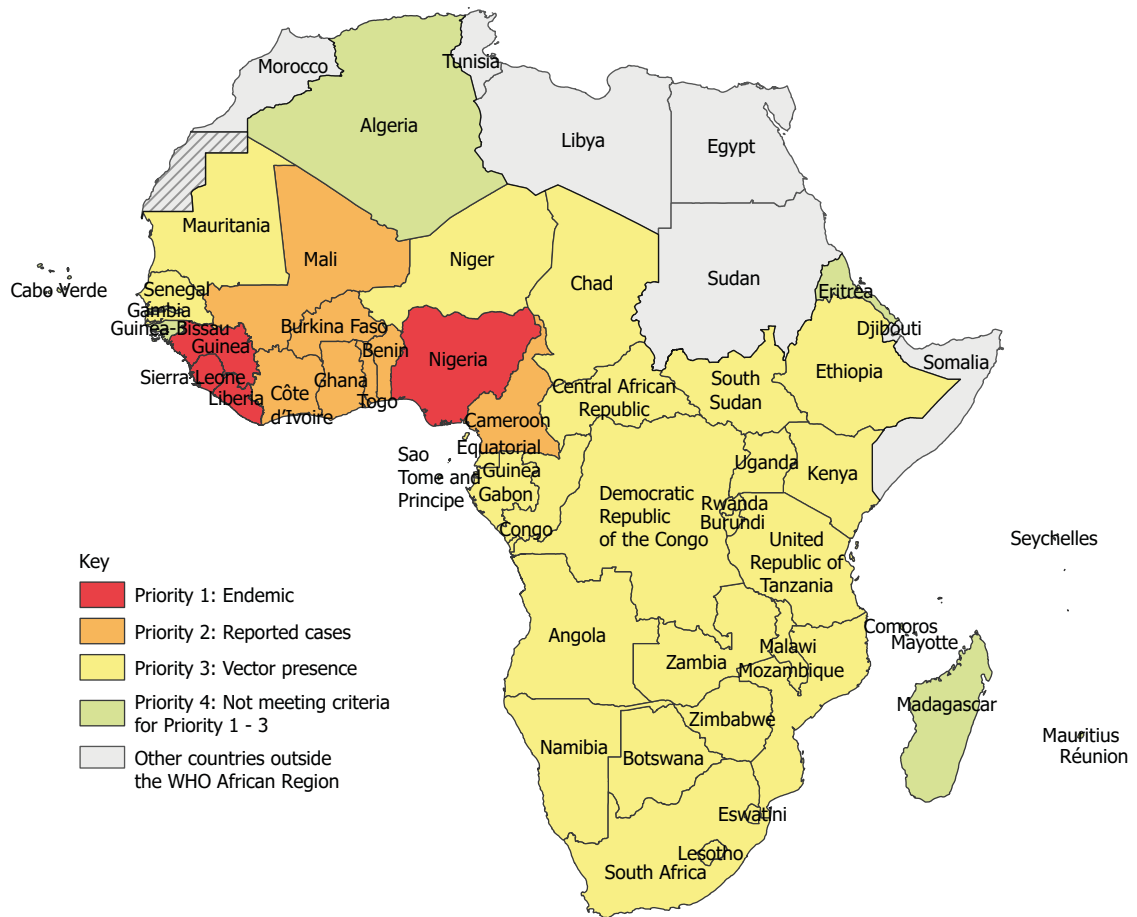 Morocco
Tunisia
Algeria
Libya
Egypt
Mauritania
Mali
Niger
Chad
Sudan
Cabo Verde
Senegal
Gambia
Guinea-Bissau
Guinea
Sierra Leone
Liberia
Côte
d'Ivoire
Burkina Faso
Ghana
Togo
Benin
Nigeria
Eritrea
Djibouti
Somalia
Ethiopia
Central African
Republic
South
Sudan
Cameroon
Equatorial
Guinea
Sao
Tome and
Principe
Gabon
Congo
Democratic
Republic
of the Congo
Uganda
Kenya
Rwanda
Burundi
United
Republic of
Tanzania
Seychelles
Comoros
Mayotte
Angola
Zambia
Malawi
Mozambique
Madagascar
Mauritius
Réunion
Zimbabwe
Namibia
Botswana
Eswatini
Lesotho
South Africa
Key
Priority 1: Endemic
Priority 2: Reported cases
Priority 3: Vector presence
Priority 4: Not meeting criteria
for Priority 1 - 3
Other countries outside
the WHO African Region